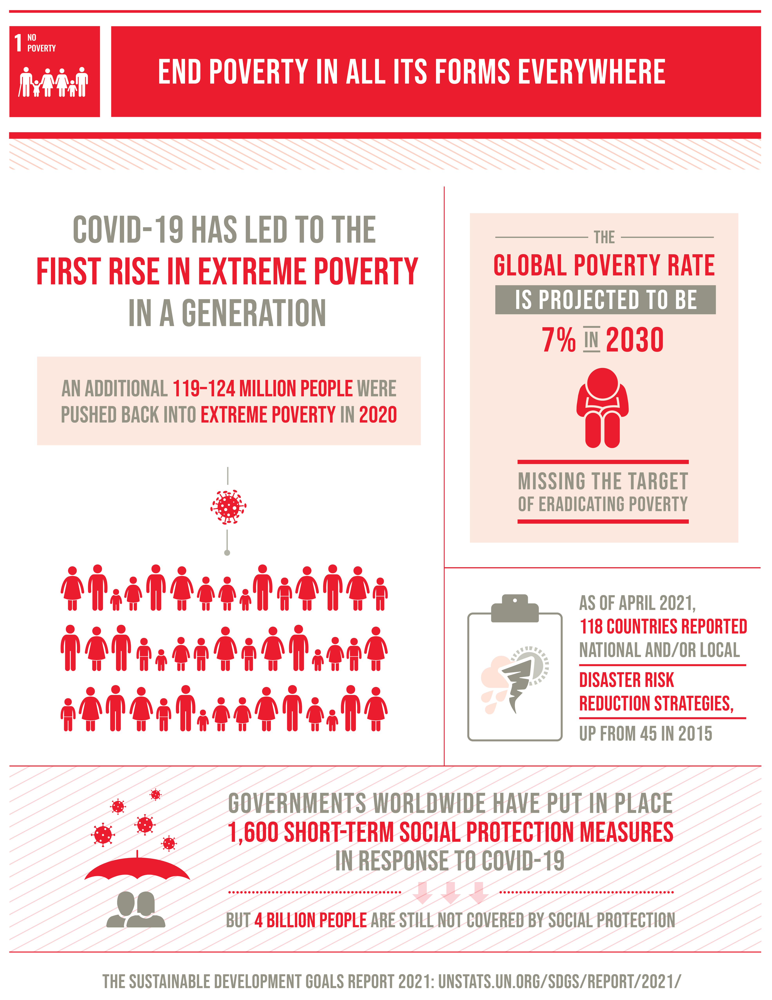 1 NO
POVERTY
END POVERTY IN ALL ITS FORMS EVERYWHERE
COVID-19 HAS LED TO THE
FIRST RISE IN EXTREME POVERTY
IN A GENERATION
AN ADDITIONAL 119-124 MILLION PEOPLE WERE
PUSHED BACK INTO EXTREME POVERTY IN 2020
THE
GLOBAL POVERTY RATE
IS PROJECTED TO BE
7% IN 2030
MISSING THE TARGET
OF ERADICATING POVERTY
AS OF APRIL 2021,
118 COUNTRIES REPORTED
NATIONAL AND/OR LOCAL
DISASTER RISK
REDUCTION STRATEGIES,
UP FROM 45 IN 2015
GOVERNMENTS WORLDWIDE HAVE PUT IN PLACE
1,600 SHORT-TERM SOCIAL PROTECTION MEASURES
IN RESPONSE TO COVID-19
BUT 4 BILLION PEOPLE ARE STILL NOT COVERED BY SOCIAL PROTECTION
THE SUSTAINABLE DEVELOPMENT GOALS REPORT 2021: UNSTATS.UN.ORG/SDGS/REPORT/2021/